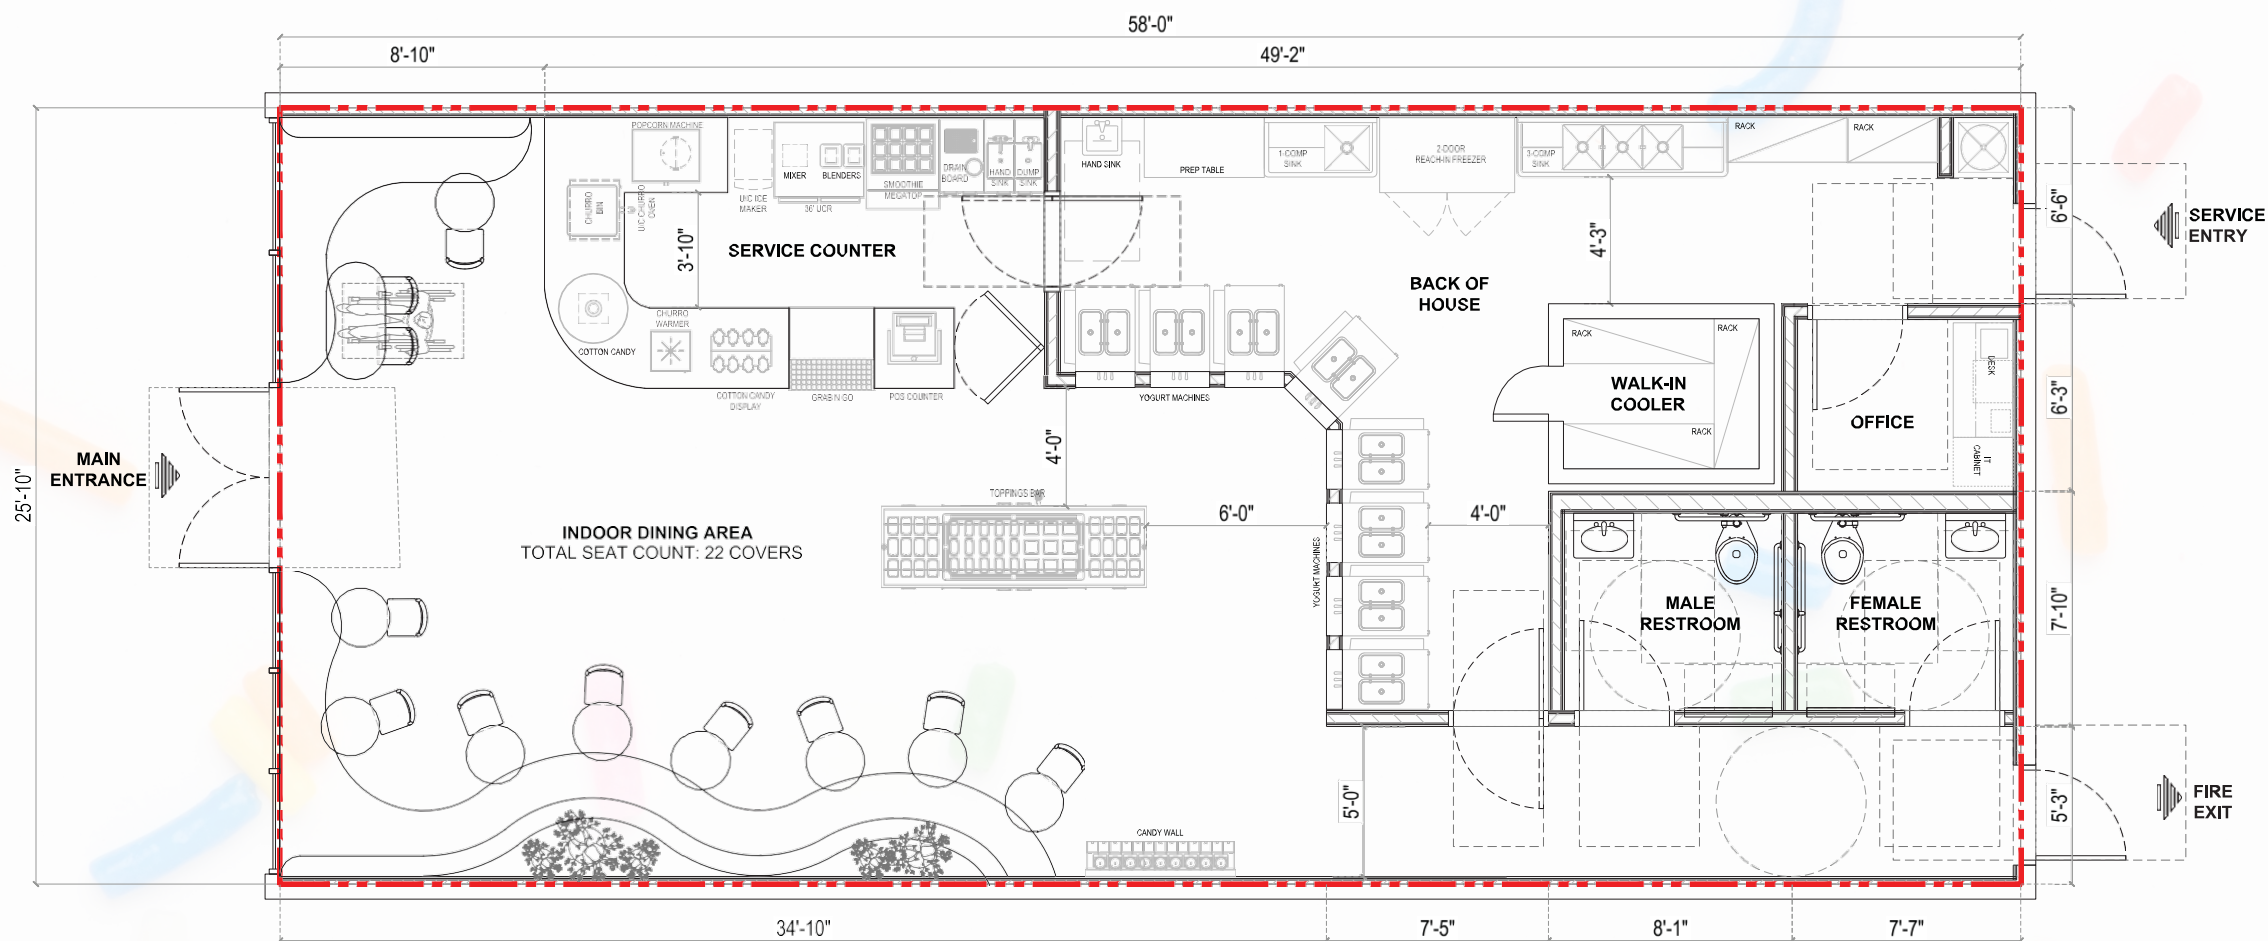 58'-0"
8'-10"
49'-2"
25'-10"
POPCORN MACHINE
U/C ICE
MAKER
MIXER
BLENDERS
36' UCR
SMOOTHIE
MEGATOP
DRAIN
BOARD
HAND
SINK
DUMP
SINK
HAND SINK
PREP TABLE
1-COMP
SINK
2-DOOR
REACH-IN FREEZER
3-COMP
SINK
RACK
RACK
CHURRO
BIN
U/C CHURRO
OVEN
3'-10"
SERVICE COUNTER
4'-3"
6'-6"
SERVICE
ENTRY
BACK OF
HOUSE
COTTON CANDY
CHURRO
WARMER
COTTON CANDY
DISPLAY
GRAB N GO
POS COUNTER
YOGURT MACHINES
RACK
RACK
WALK-IN
COOLER
RACK
OFFICE
DESK
IT
CABINET
6'-3"
MAIN
ENTRANCE
4'-0"
TOPPINGS BAR
6'-0"
4'-0"
INDOOR DINING AREA
TOTAL SEAT COUNT: 22 COVERS
YOGURT MACHINES
MALE
RESTROOM
FEMALE
RESTROOM
7'-10"
5'-0"
5'-3"
FIRE
EXIT
CANDY WALL
34'-10"
7'-5"
8'-1"
7'-7"